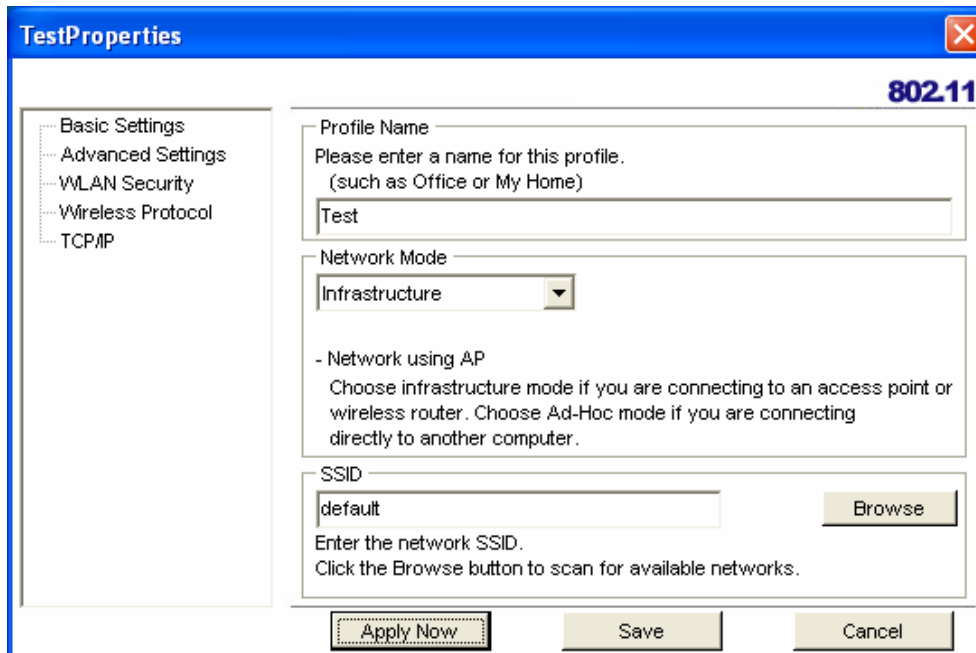 TestProperties
802.11
Basic Settings
Advanced Settings
WLAN Security
Wireless Protocol
TCP/IP
Profile Name
Please enter a name for this profile.
(such as Office or My Home)
Test
Network Mode
Infrastructure
- Network using AP
Choose infrastructure mode if you are connecting to an access point or
wireless router. Choose Ad-Hoc mode if you are connecting
directly to another computer.
SSID
default
Browse
Enter the network SSID.
Click the Browse button to scan for available networks.
Apply Now
Save
Cancel